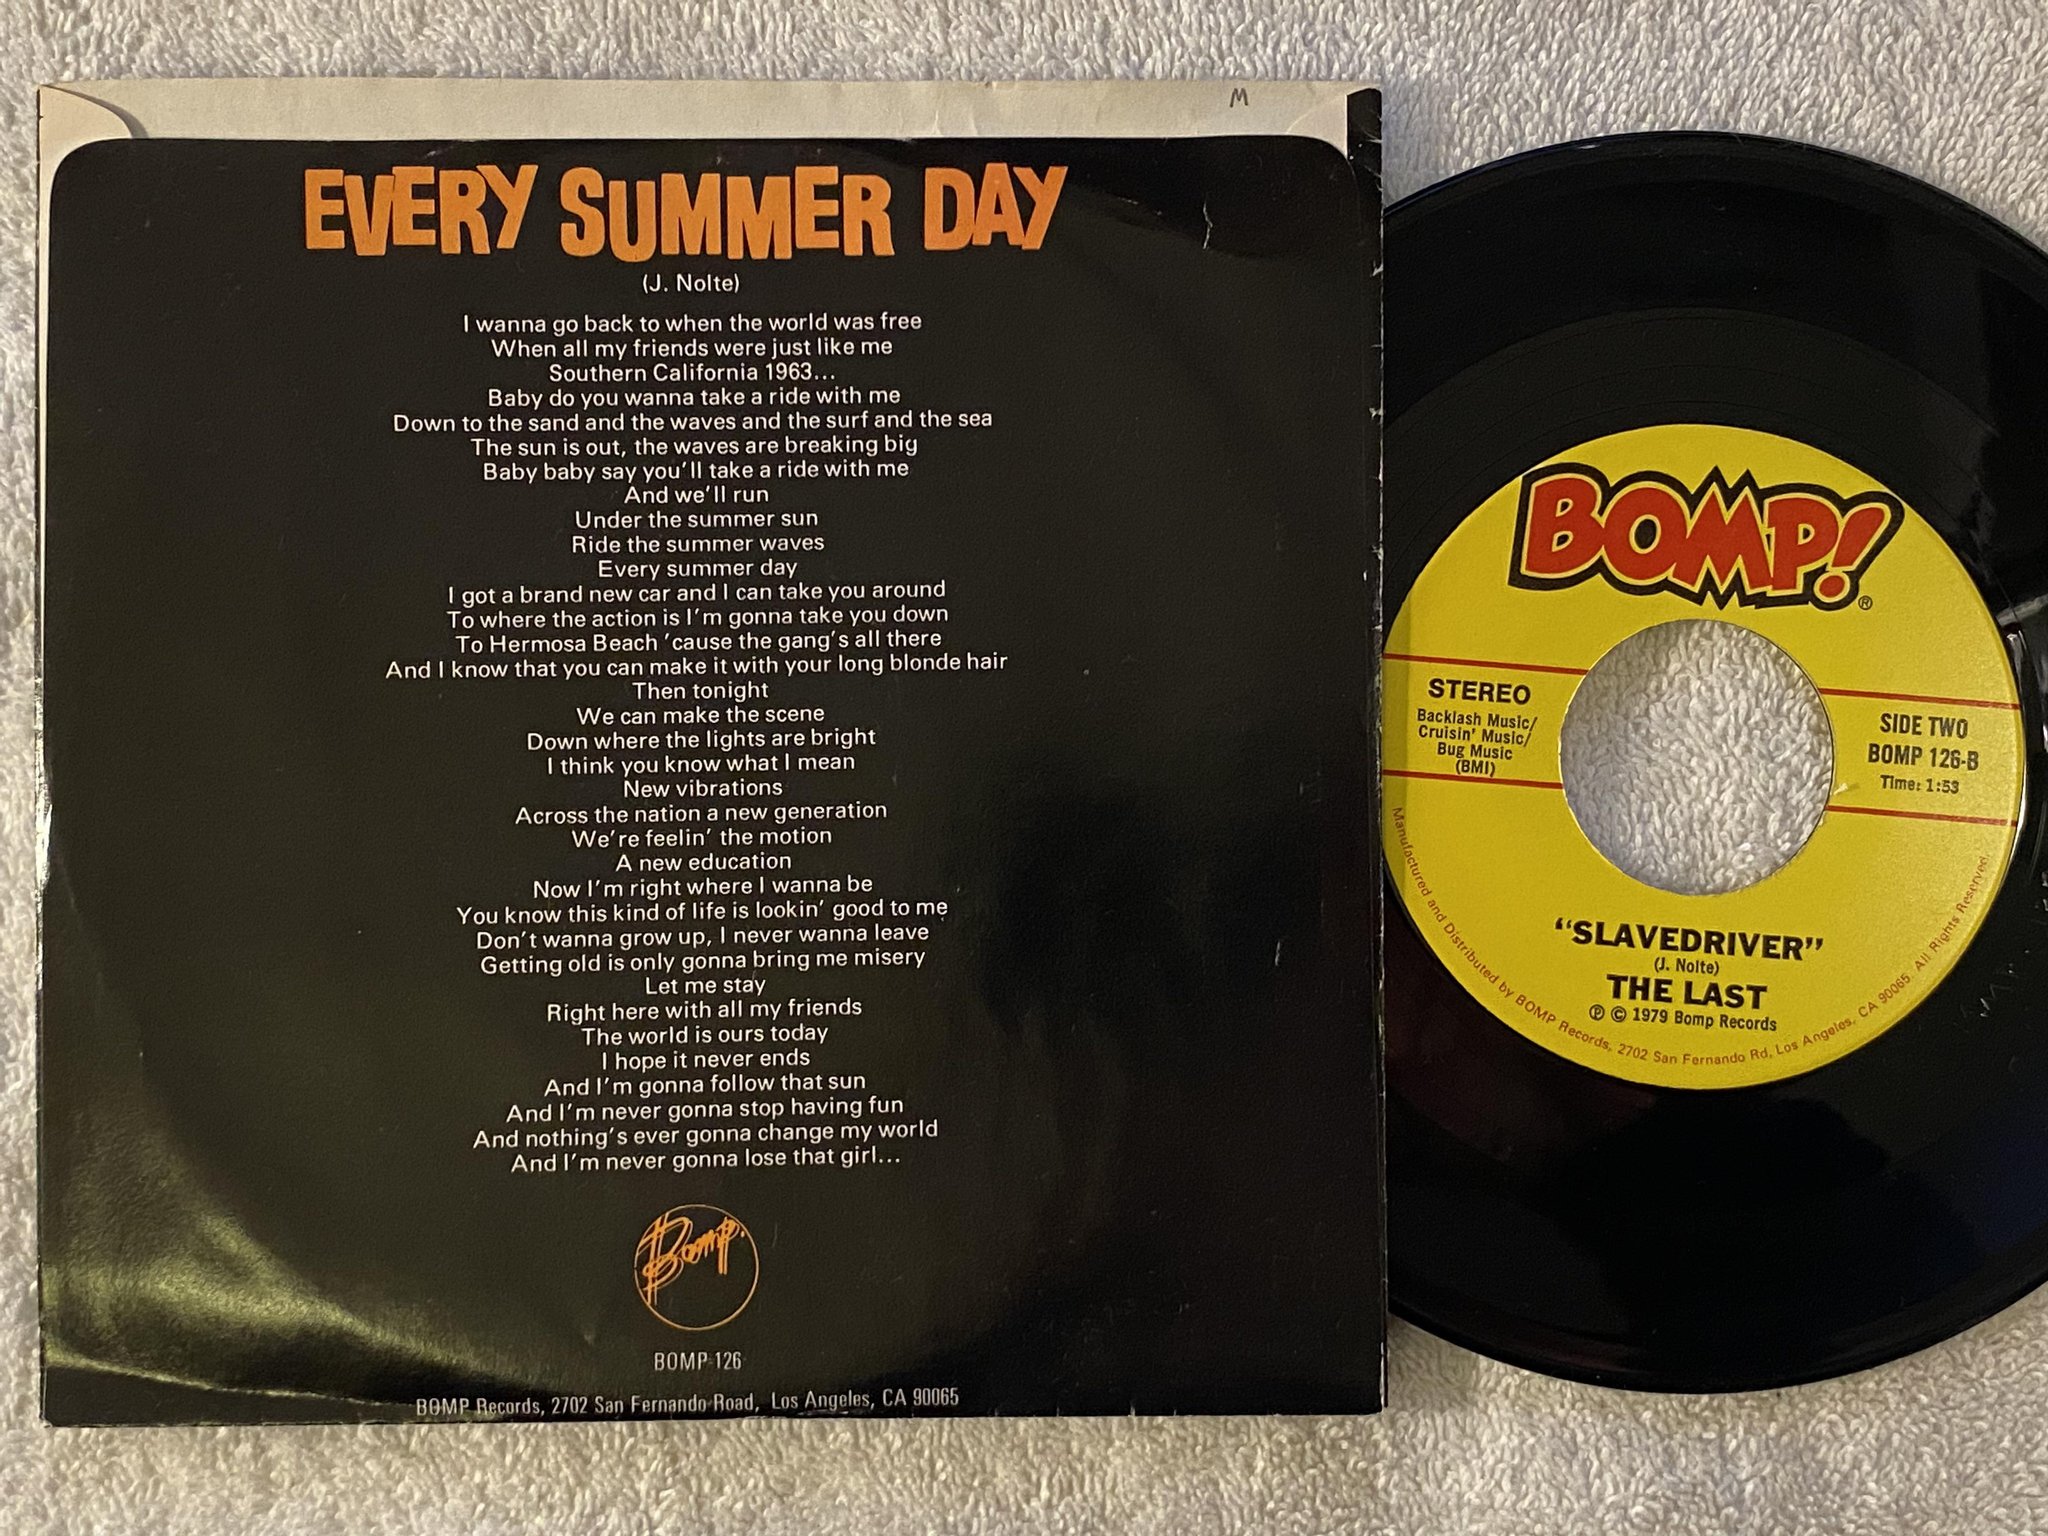 M
EVERY SUMMER DAY
(J. Nolte)
I wanna go back to when the world was free
When all my friends were just like me
Southern California 1963...
Baby do you wanna take a ride with me
Down to the sand and the waves and the surf and the sea
The sun is out, the waves are breaking big
Baby baby say you'll take a ride with me
And we'll run
Under the summer sun
Ride the summer waves
Every summer day
I got a brand new car and I can take you around
To where the action is I'm gonna take you down
To Hermosa Beach 'cause the gang's all there
And I know that you can make it with your long blonde hair
Then tonight
We can make the scene
Down where the lights are bright
I think you know what I mean
New vibrations
Across the nation a new generation
We're feelin' the motion
A new education
Now I'm right where I wanna be
You know this kind of life is lookin' good to me
Don't wanna grow up, I never wanna leave
Getting old is only gonna bring me misery
Let me stay
Right here with all my friends
The world is ours today
I hope it never ends
And I'm gonna follow that sun
And I'm never gonna stop having fun
And nothing's ever gonna change my world
And I'm never gonna lose that girl...
Bomp.
BOMP-126
BOMP Records, 2702 San Fernando Road, Los Angeles, CA 90065
BOMP!®
STEREO
Backlash Music/
Cruisin' Music/
Bug Music
(BMI)
SIDE TWO
BOMP 126-B
Time: 1:53
"SLAVEDRIVER"
(J. Nolte)
THE LAST
℗ © 1979 Bomp Records
Manufactured and Distributed by BOMP Records, 2702 San Fernando Rd, Los Angeles, CA 90065. All Rights Reserved.